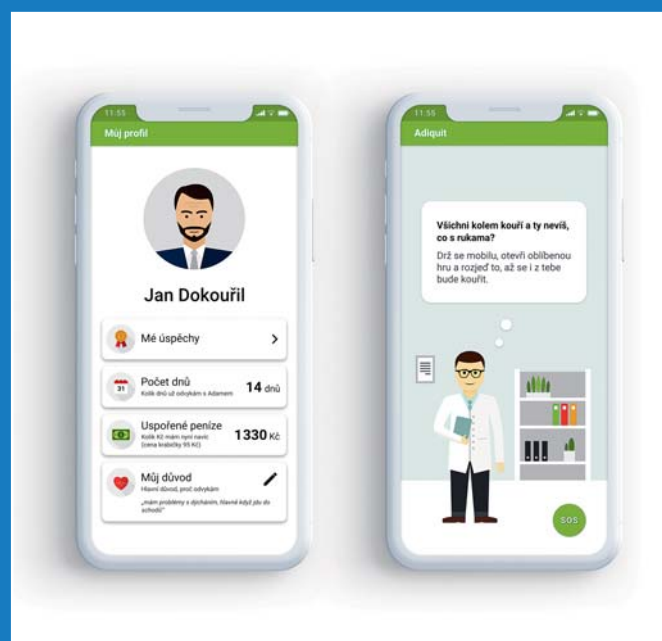 11:55
Můj profil
Jan Dokouřil
Mé úspěchy
31
Počet dnů
Kolik dnů už odvykám s Adamem
14 dnů
Uspořené peníze
Kolik Kč mám nyní navíc
(cena krabičky 95 Kč)
1330 Kč
Můj důvod
Hlavní důvod, proč odvykám
„mám problémy s dýcháním, hlavně když jdu do
schodů"
11:55
Adiquit
Všichni kolem kouří a ty nevíš,
co s rukama?
Drž se mobilu, otevři oblíbenou
hru a rozjeď to, až se i z tebe
bude kouřit.
SOS